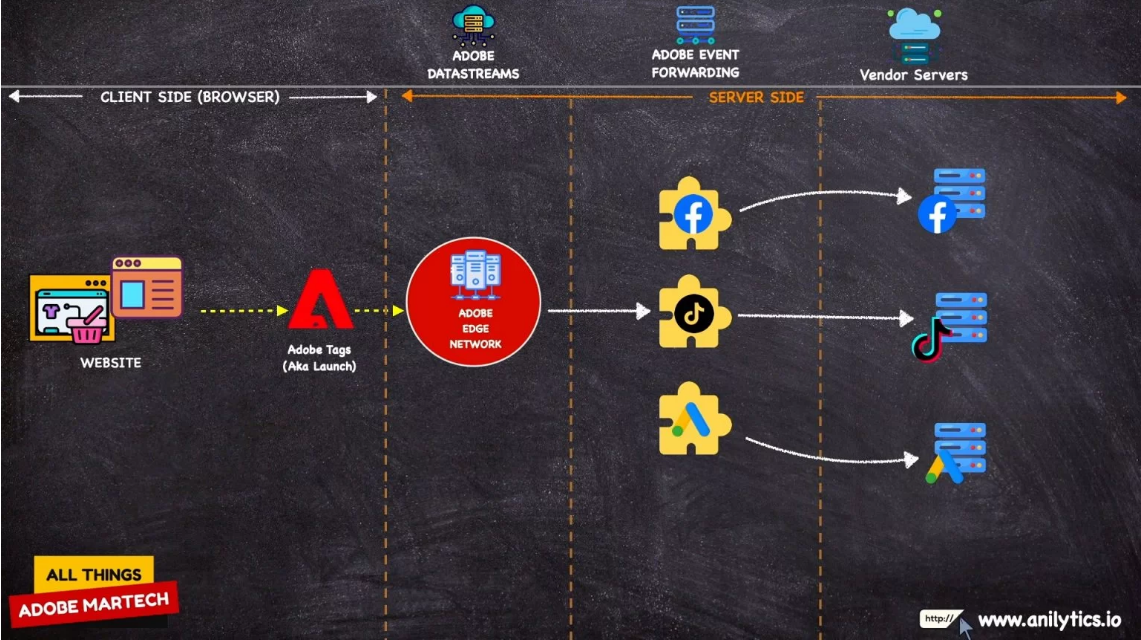 ADOBE
DATASTREAMS
ADOBE EVENT
FORWARDING
Vendor Servers
CLIENT SIDE (BROWSER)
SERVER SIDE
WEBSITE
Adobe Tags
(Aka Launch)
ADOBE
EDGE
NETWORK
ALL THINGS
ADOBE MARTECH
http://
www.anilytics.io